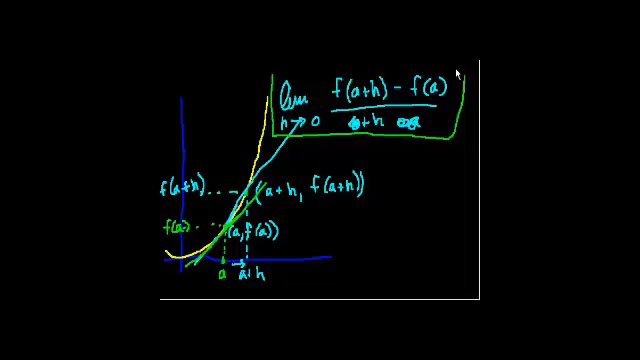 lim f(a+h) - f(a)
h→0 h
f(a+h) (a+h, f(a+h))
f(a) (a, f(a))
a a+h